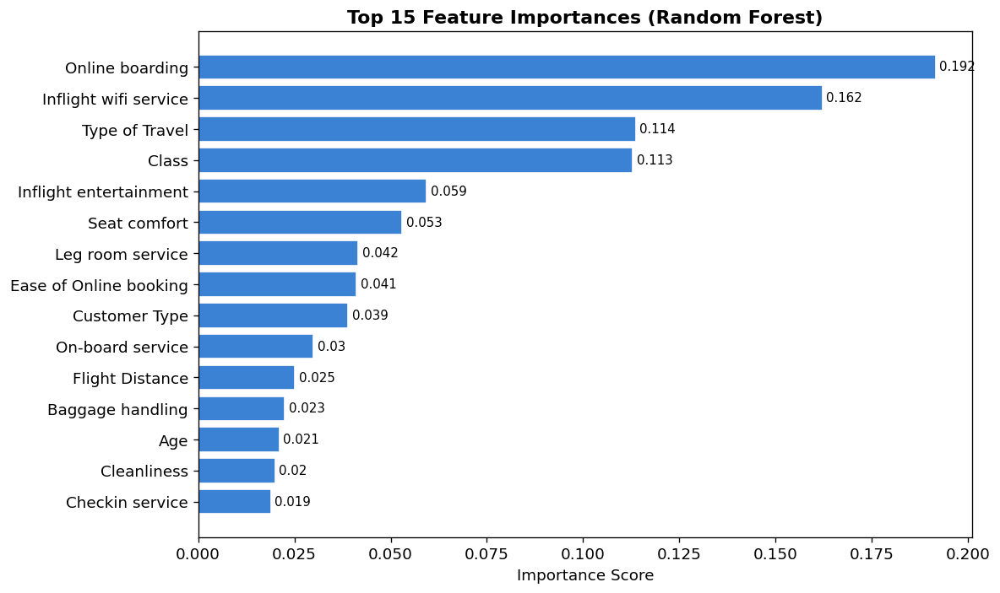 Top 15 Feature Importances (Random Forest)
Online boarding 0.192
Inflight wifi service 0.162
Type of Travel 0.114
Class 0.113
Inflight entertainment 0.059
Seat comfort 0.053
Leg room service 0.042
Ease of Online booking 0.041
Customer Type 0.039
On-board service 0.03
Flight Distance 0.025
Baggage handling 0.023
Age 0.021
Cleanliness 0.02
Checkin service 0.019
0.000 0.025 0.050 0.075 0.100 0.125 0.150 0.175 0.200
Importance Score